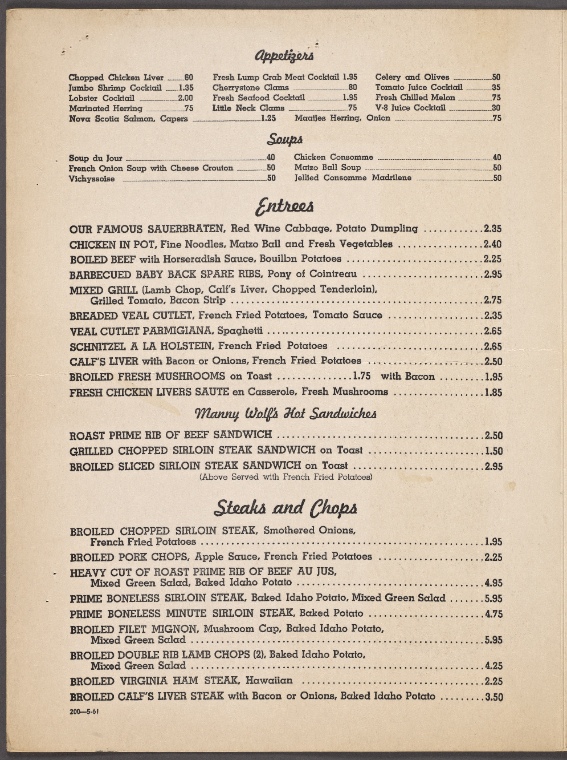 Appetizers
Chopped Chicken Liver ......60 Fresh Lump Crab Meat Cocktail 1.95 Celery and Olives ............50
Jumbo Shrimp Cocktail ....1.35 Cherrystone Clams ............80 Tomato Juice Cocktail ........35
Lobster Cocktail ............2.00 Fresh Seafood Cocktail ........1.95 Fresh Chilled Melon ..........75
Marinated Herring ............75 Little Neck Clams ..............75 V-8 Juice Cocktail ............30
Nova Scotia Salmon, Capers ....................1.25 Maatjes Herring, Onion ....................75
Soups
Soup du Jour ..............................40 Chicken Consomme ..............................40
French Onion Soup with Cheese Crouton ........50 Matzo Ball Soup ..............................50
Vichyssoise ..............................50 Jellied Consomme Madrilene ....................50
Entrees
OUR FAMOUS SAUERBRATEN, Red Wine Cabbage, Potato Dumpling ............2.35
CHICKEN IN POT, Fine Noodles, Matzo Ball and Fresh Vegetables ................2.40
BOILED BEEF with Horseradish Sauce, Bouillon Potatoes ........................2.25
BARBECUED BABY BACK SPARE RIBS, Pony of Cointreau ......................2.95
MIXED GRILL (Lamb Chop, Calf's Liver, Chopped Tenderloin),
Grilled Tomato, Bacon Strip ..............................................2.75
BREADED VEAL CUTLET, French Fried Potatoes, Tomato Sauce ................2.35
VEAL CUTLET PARMIGIANA, Spaghetti ......................................2.65
SCHNITZEL A LA HOLSTEIN, French Fried Potatoes ..........................2.65
CALF'S LIVER with Bacon or Onions, French Fried Potatoes ....................2.50
BROILED FRESH MUSHROOMS on Toast .............1.75 with Bacon ........1.95
FRESH CHICKEN LIVERS SAUTE en Casserole, Fresh Mushrooms ................1.85
Manny Wolf's Hot Sandwiches
ROAST PRIME RIB OF BEEF SANDWICH ......................................2.50
GRILLED CHOPPED SIRLOIN STEAK SANDWICH on Toast ......................1.50
BROILED SLICED SIRLOIN STEAK SANDWICH on Toast ........................2.95
(Above Served with French Fried Potatoes)
Steaks and Chops
BROILED CHOPPED SIRLOIN STEAK, Smothered Onions,
French Fried Potatoes ....................................................1.95
BROILED PORK CHOPS, Apple Sauce, French Fried Potatoes ..................2.25
HEAVY CUT OF ROAST PRIME RIB OF BEEF AU JUS,
Mixed Green Salad, Baked Idaho Potato ..................................4.95
PRIME BONELESS SIRLOIN STEAK, Baked Idaho Potato, Mixed Green Salad ......5.95
PRIME BONELESS MINUTE SIRLOIN STEAK, Baked Potato ....................4.75
BROILED FILET MIGNON, Mushroom Cap, Baked Idaho Potato,
Mixed Green Salad ......................................................5.95
BROILED DOUBLE RIB LAMB CHOPS (2), Baked Idaho Potato,
Mixed Green Salad ......................................................4.25
BROILED VIRGINIA HAM STEAK, Hawaiian ..................................2.25
BROILED CALF'S LIVER STEAK with Bacon or Onions, Baked Idaho Potato ........3.50
200—5-61